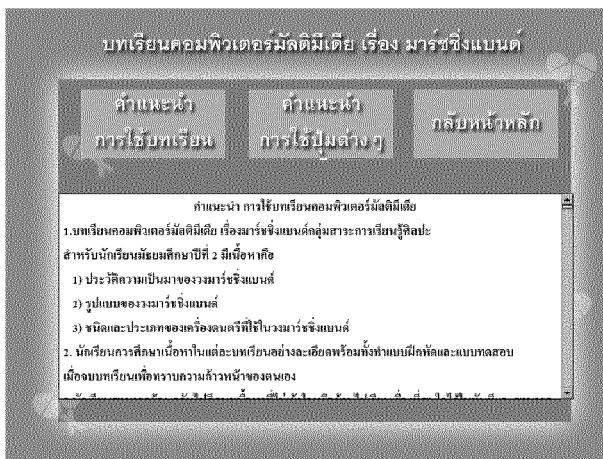 บทเรียนคอมพิวเตอร์มัลติมีเดีย เรื่อง มาร์ชชิ่งแบนด์
คำแนะนำ
การใช้บทเรียน
คำแนะนำ
การใช้ปุ่มต่าง ๆ
กลับหน้าหลัก
คำแนะนำ การใช้บทเรียนคอมพิวเตอร์มัลติมีเดีย
1.บทเรียนคอมพิวเตอร์มัลติมีเดีย เรื่องมาร์ชชิ่งแบนด์กลุ่มสาระการเรียนรู้ศิลปะ
สำหรับนักเรียนมัธยมศึกษาปีที่ 2 มีเนื้อหาคือ
1) ประวัติความเป็นมาของวงมาร์ชชิ่งแบนด์
2) รูปแบบของวงมาร์ชชิ่งแบนด์
3) ชนิดและประเภทของเครื่องดนตรีที่ใช้ในวงมาร์ชชิ่งแบนด์
2. นักเรียนควรศึกษาเนื้อหาในแต่ละบทเรียนอย่างละเอียดพร้อมทั้งทำแบบฝึกหัดและแบบทดสอบ
เมื่อจบบทเรียนเพื่อทราบความก้าวหน้าของตนเอง